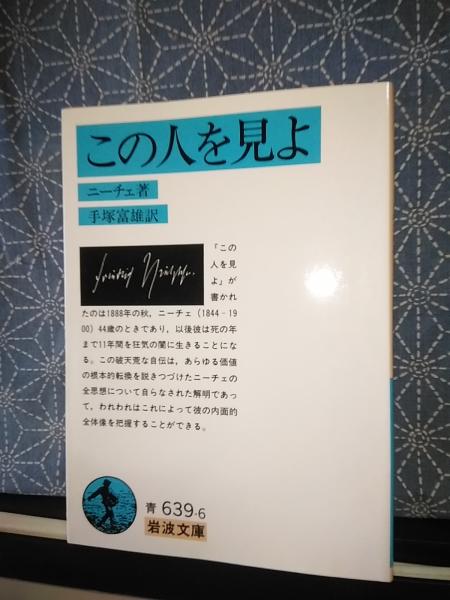 この人を見よ
ニーチェ著
手塚富雄訳
「この
人を見
よ」が
書かれ
たのは1888年の秋，ニーチェ（1844‐19
00）44歳のときであり，以後彼は死の年
まで11年間を狂気の闇に生きることにな
る。この破天荒な自伝は，あらゆる価値
の根本的転換を説きつづけたニーチェの
全思想について自らなされた解明であっ
て，われわれはこれによって彼の内面的
全体像を把握することができる。
青 639-6
岩波文庫